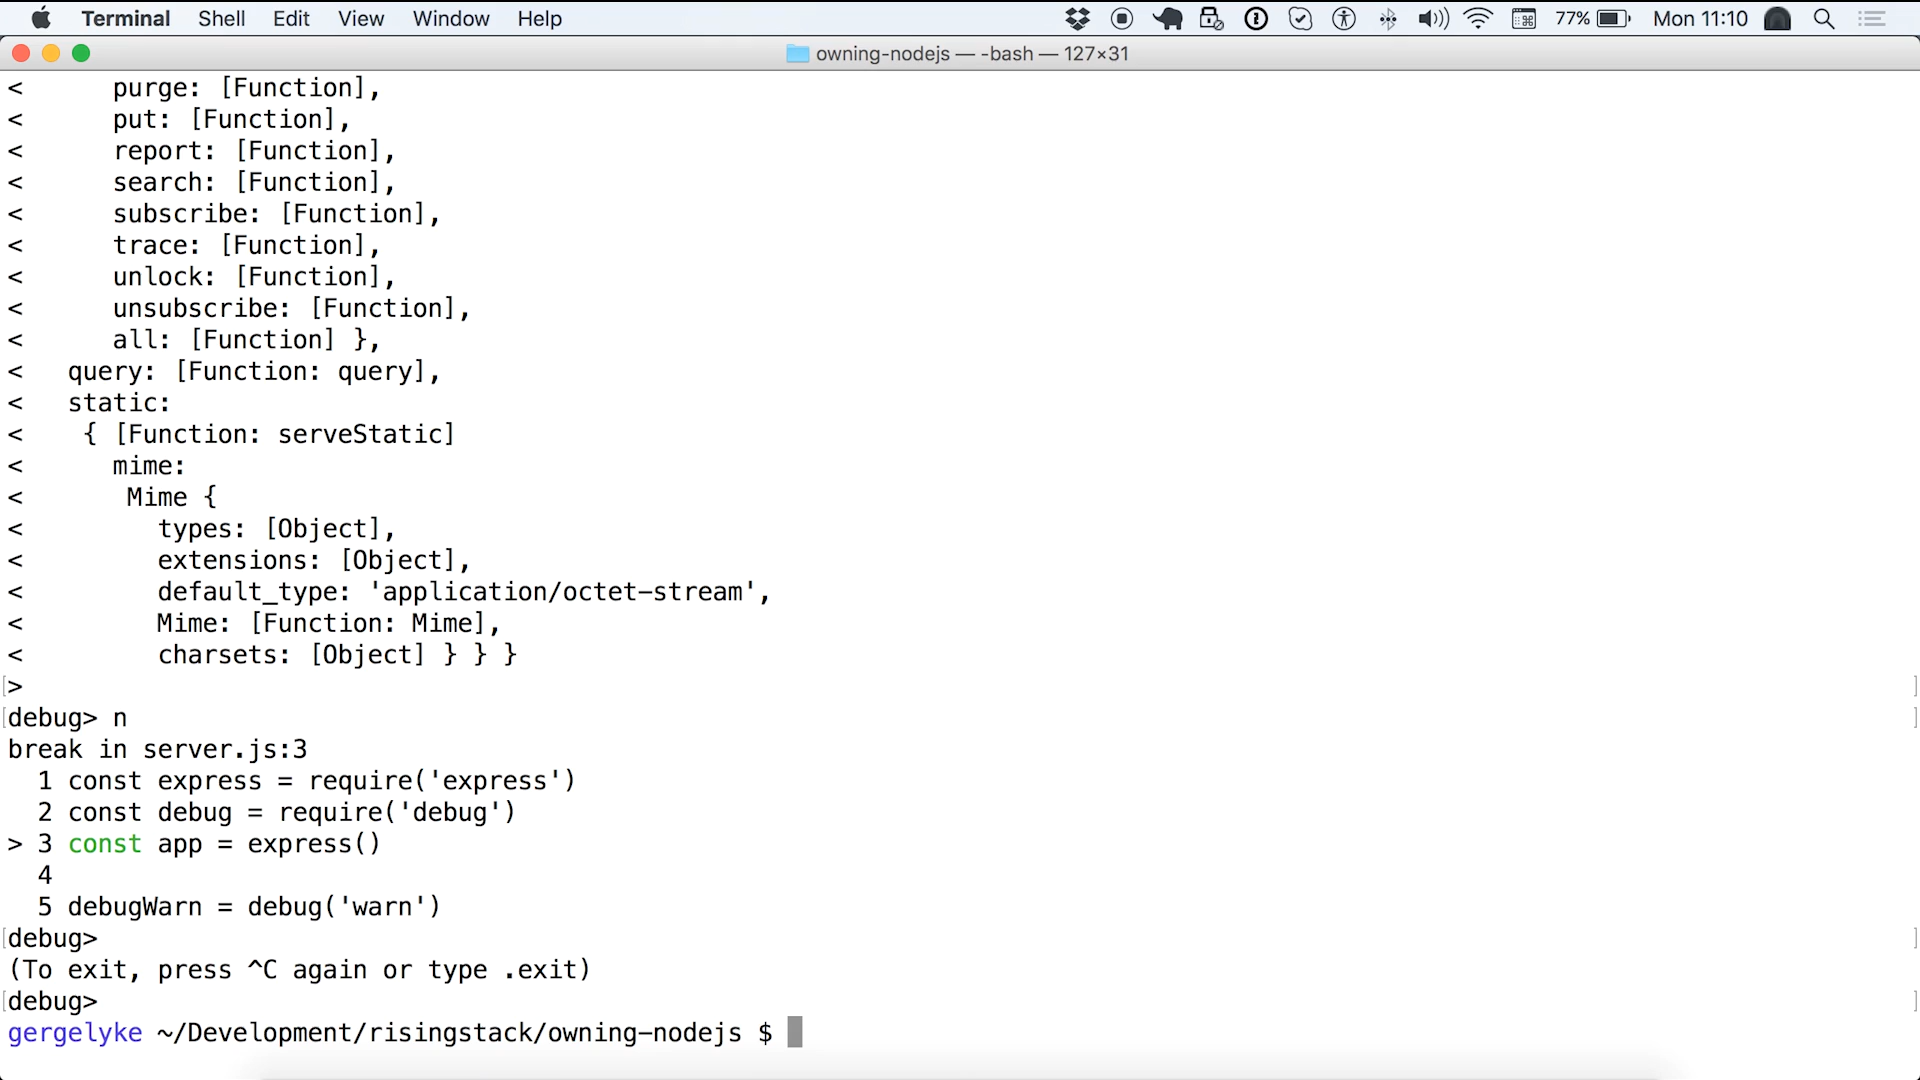 Terminal Shell Edit View Window Help 77% Mon 11:10
owning-nodejs — -bash — 127×31
<      purge: [Function],
<      put: [Function],
<      report: [Function],
<      search: [Function],
<      subscribe: [Function],
<      trace: [Function],
<      unlock: [Function],
<      unsubscribe: [Function],
<      all: [Function] },
<   query: [Function: query],
<   static:
<    { [Function: serveStatic]
<      mime:
<       Mime {
<         types: [Object],
<         extensions: [Object],
<         default_type: 'application/octet-stream',
<         Mime: [Function: Mime],
<         charsets: [Object] } } }
[> ]
[debug> n ]
break in server.js:3
  1 const express = require('express')
  2 const debug = require('debug')
> 3 const app = express()
  4
  5 debugWarn = debug('warn')
[debug> ]
(To exit, press ^C again or type .exit)
[debug> ]
gergelyke ~/Development/risingstack/owning-nodejs $